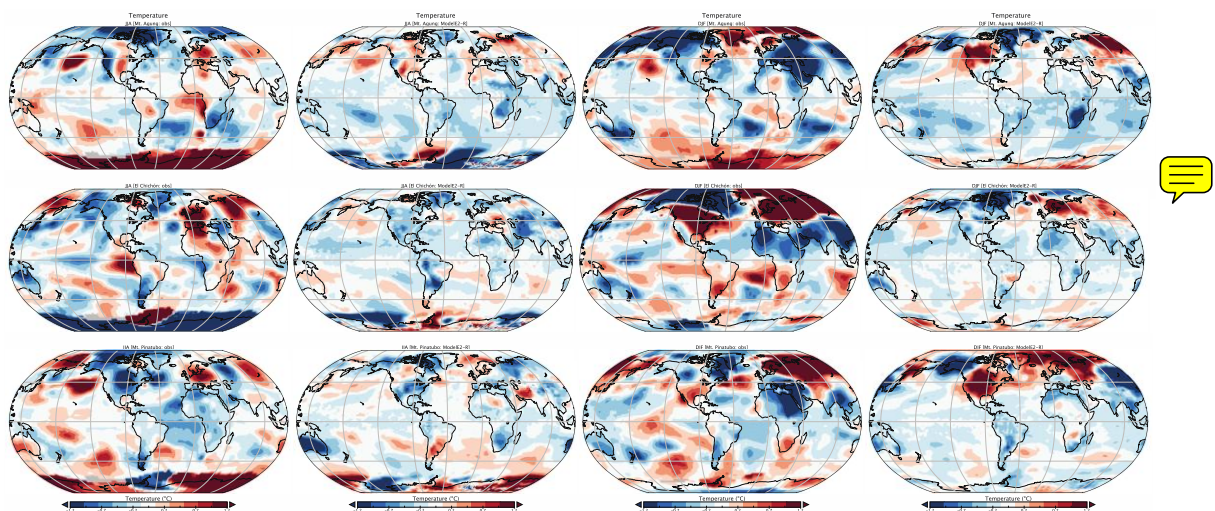 Temperature
JJA [Mt. Agung: obs]
Temperature
JJA [Mt. Agung: ModelE2-R]
Temperature
DJF [Mt. Agung: obs]
Temperature
DJF [Mt. Agung: ModelE2-R]
JJA [El Chichón: obs]
JJA [El Chichón: ModelE2-R]
DJF [El Chichón: obs]
DJF [El Chichón: ModelE2-R]
JJA [Mt. Pinatubo: obs]
JJA [Mt. Pinatubo: ModelE2-R]
DJF [Mt. Pinatubo: obs]
DJF [Mt. Pinatubo: ModelE2-R]
Temperature (°C)
Temperature (°C)
Temperature (°C)
Temperature (°C)